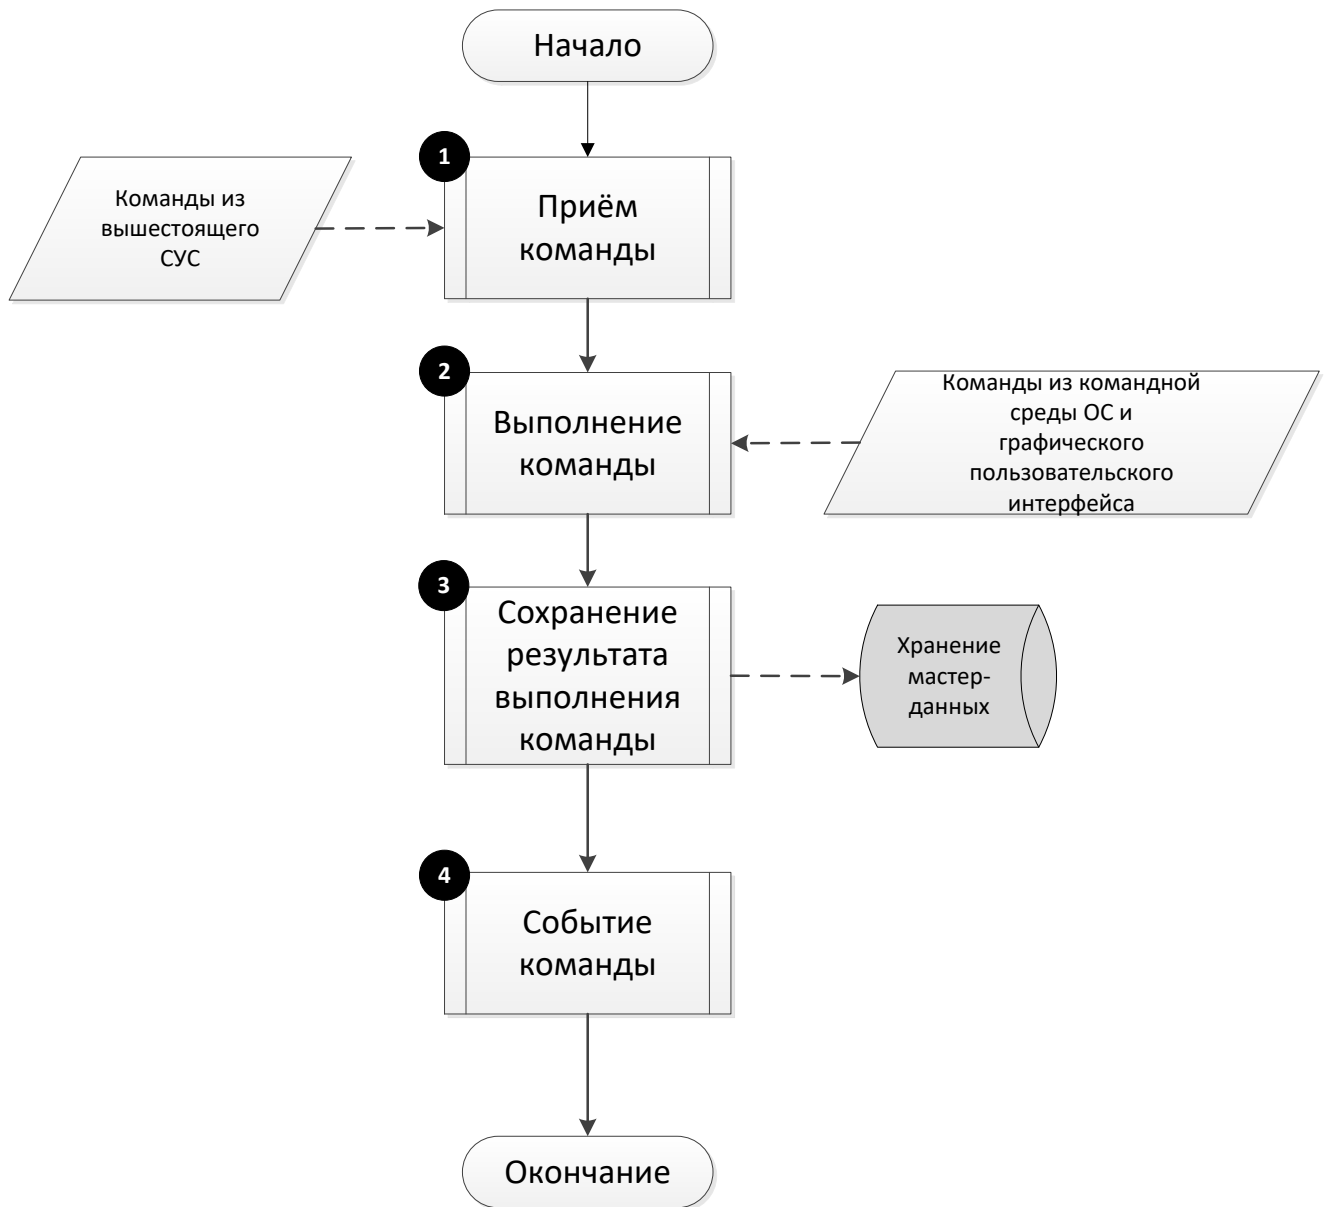 Начало
1
Приём
команды
Команды из
вышестоящего
СУС
2
Выполнение
команды
Команды из командной
среды ОС и
графического
пользовательского
интерфейса
3
Сохранение
результата
выполнения
команды
Хранение
мастер-
данных
4
Событие
команды
Окончание